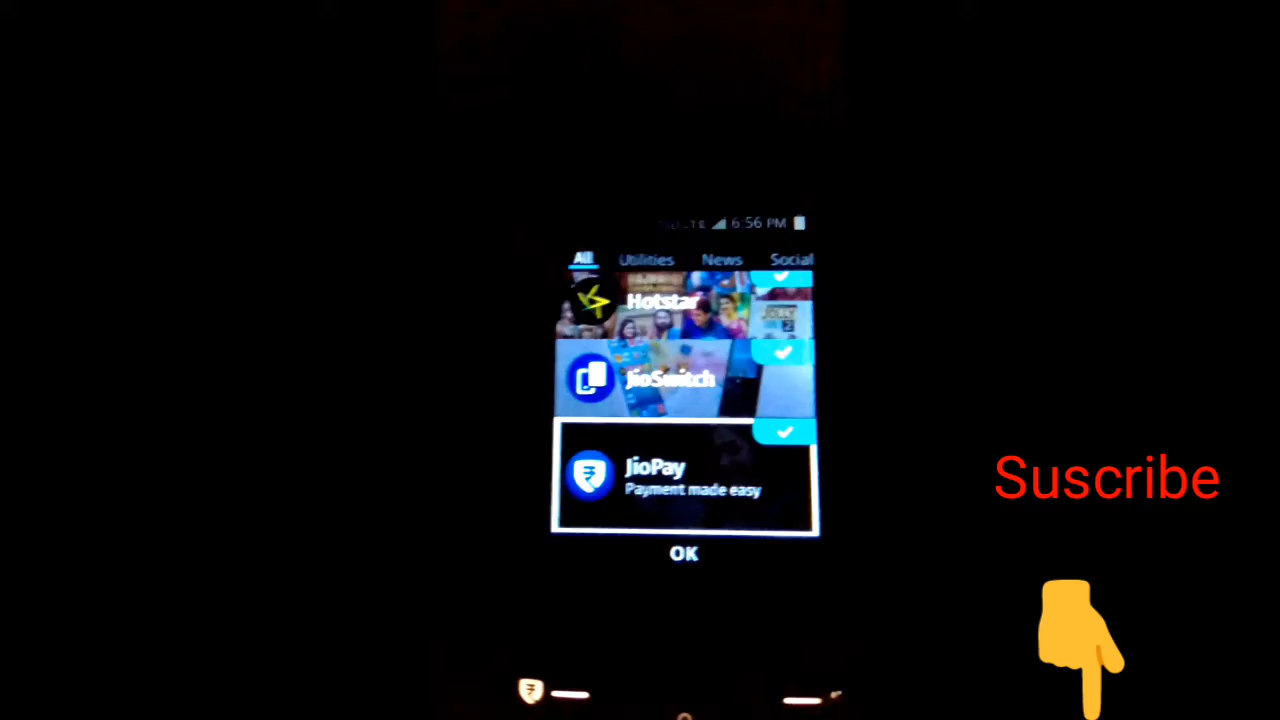 6:56 PM
All Utilities News Social
Hotstar
JioSwitch
JioPay
Payment made easy
OK
Suscribe